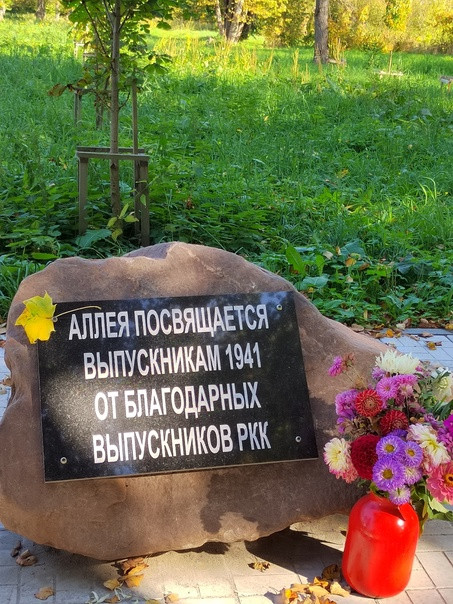 АЛЛЕЯ ПОСВЯЩАЕТСЯ
ВЫПУСКНИКАМ 1941
ОТ БЛАГОДАРНЫХ
ВЫПУСКНИКОВ РКК